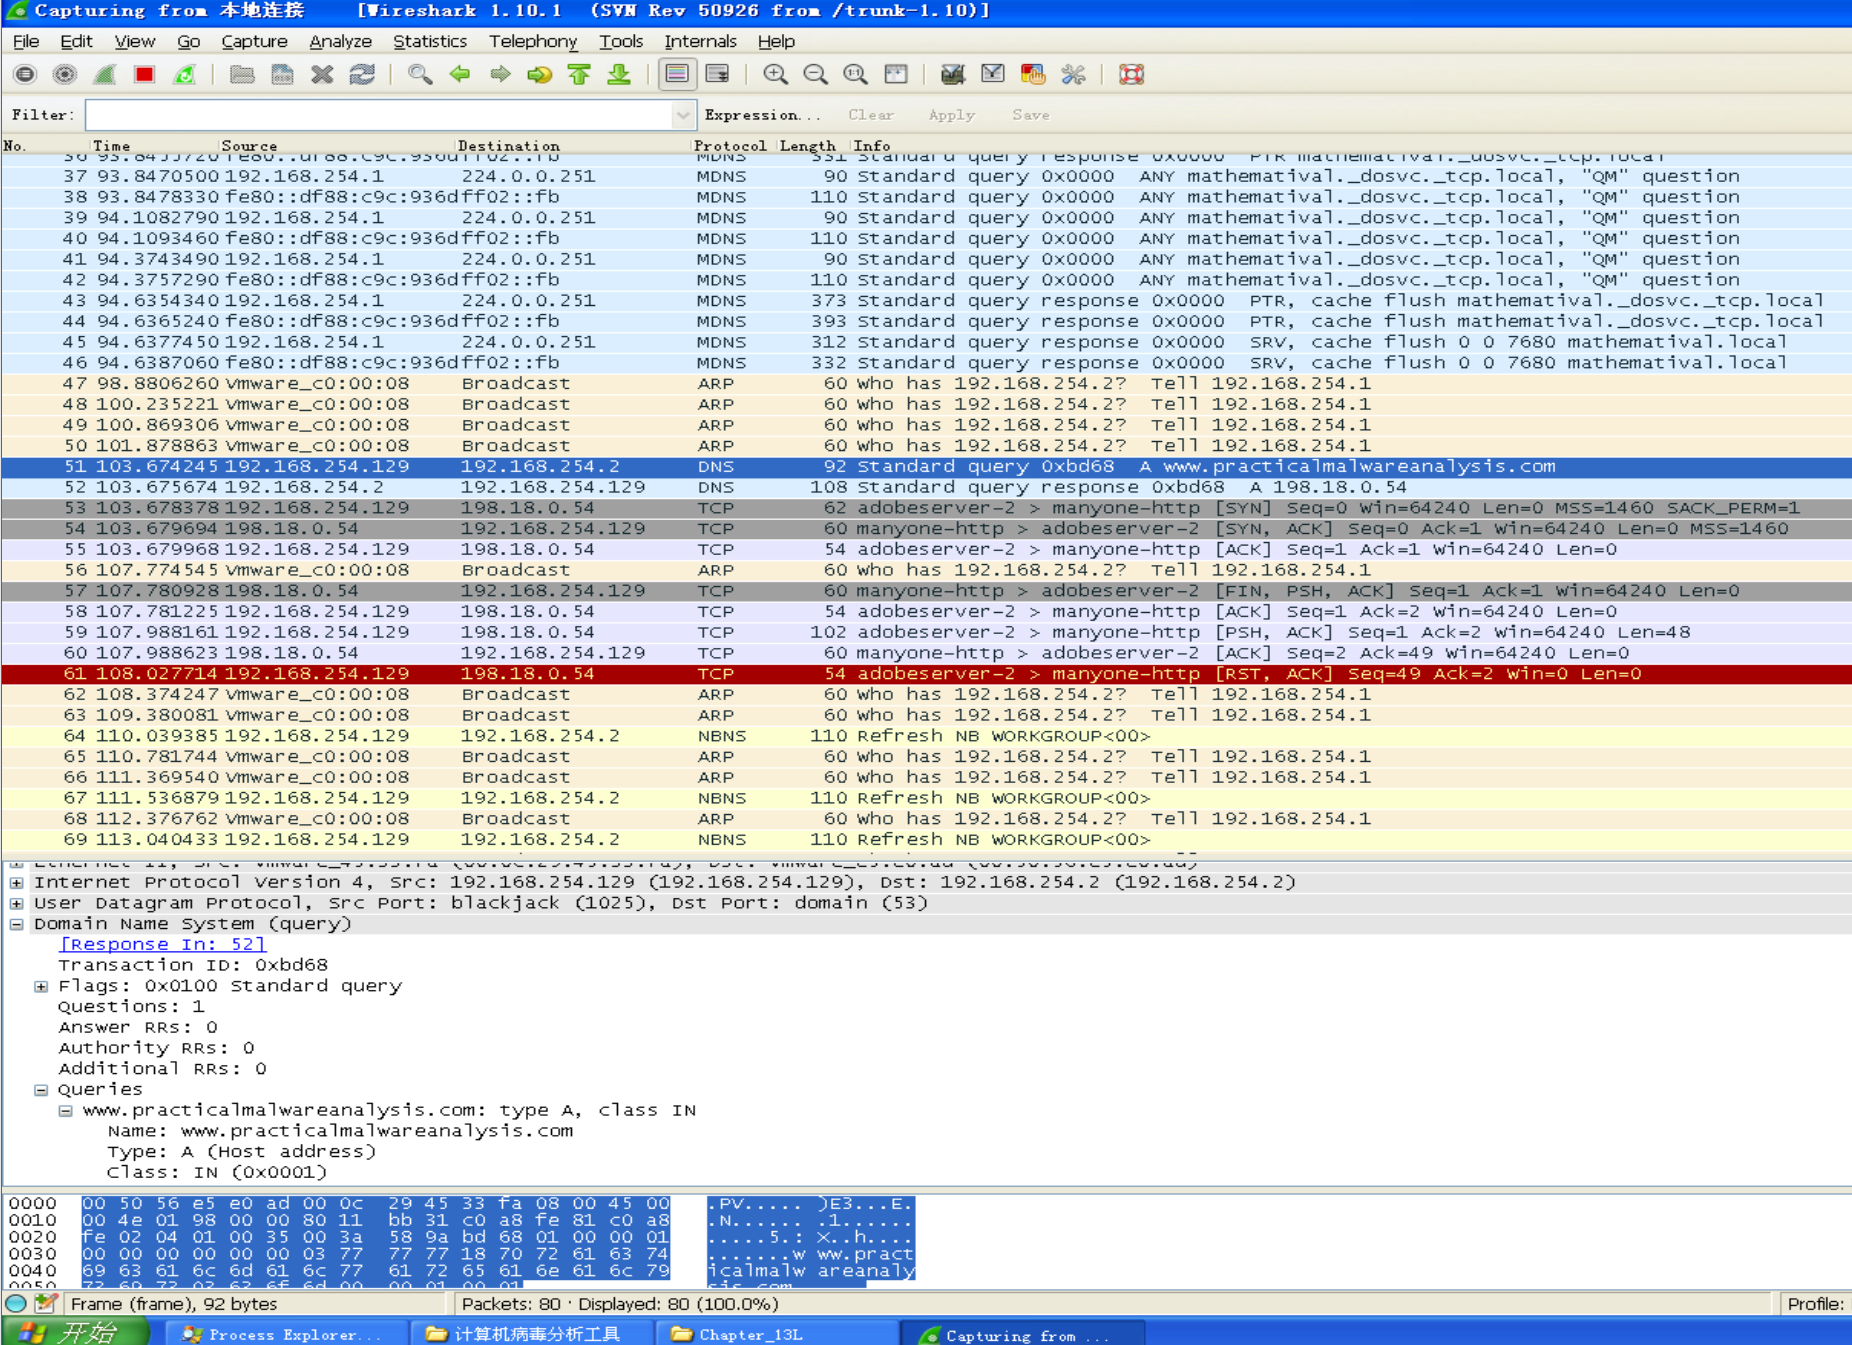 Capturing from 本地连接 [Wireshark 1.10.1 (SVN Rev 50926 from /trunk-1.10)]
File Edit View Go Capture Analyze Statistics Telephony Tools Internals Help
Filter: Expression... Clear Apply Save
No. Time Source Destination Protocol Length Info
37 93.8470500 192.168.254.1 224.0.0.251 MDNS 90 Standard query 0x0000 ANY mathematival._dosvc._tcp.local, "QM" question
38 93.8478330 fe80::df88:c9c:936d ff02::fb MDNS 110 Standard query 0x0000 ANY mathematival._dosvc._tcp.local, "QM" question
39 94.1082790 192.168.254.1 224.0.0.251 MDNS 90 Standard query 0x0000 ANY mathematival._dosvc._tcp.local, "QM" question
40 94.1093460 fe80::df88:c9c:936d ff02::fb MDNS 110 Standard query 0x0000 ANY mathematival._dosvc._tcp.local, "QM" question
41 94.3743490 192.168.254.1 224.0.0.251 MDNS 90 Standard query 0x0000 ANY mathematival._dosvc._tcp.local, "QM" question
42 94.3757290 fe80::df88:c9c:936d ff02::fb MDNS 110 Standard query 0x0000 ANY mathematival._dosvc._tcp.local, "QM" question
43 94.6354340 192.168.254.1 224.0.0.251 MDNS 373 Standard query response 0x0000 PTR, cache flush mathematival._dosvc._tcp.local
44 94.6365240 fe80::df88:c9c:936d ff02::fb MDNS 393 Standard query response 0x0000 PTR, cache flush mathematival._dosvc._tcp.local
45 94.6377450 192.168.254.1 224.0.0.251 MDNS 312 Standard query response 0x0000 SRV, cache flush 0 0 7680 mathematival.local
46 94.6387060 fe80::df88:c9c:936d ff02::fb MDNS 332 Standard query response 0x0000 SRV, cache flush 0 0 7680 mathematival.local
47 98.8806260 Vmware_c0:00:08 Broadcast ARP 60 Who has 192.168.254.2? Tell 192.168.254.1
48 100.235221 Vmware_c0:00:08 Broadcast ARP 60 Who has 192.168.254.2? Tell 192.168.254.1
49 100.869306 Vmware_c0:00:08 Broadcast ARP 60 Who has 192.168.254.2? Tell 192.168.254.1
50 101.878863 Vmware_c0:00:08 Broadcast ARP 60 Who has 192.168.254.2? Tell 192.168.254.1
51 103.674245 192.168.254.129 192.168.254.2 DNS 92 Standard query 0xbd68 A www.practicalmalwareanalysis.com
52 103.675674 192.168.254.2 192.168.254.129 DNS 108 Standard query response 0xbd68 A 198.18.0.54
53 103.678378 192.168.254.129 198.18.0.54 TCP 62 adobeserver-2 > manyone-http [SYN] Seq=0 Win=64240 Len=0 MSS=1460 SACK_PERM=1
54 103.679694 198.18.0.54 192.168.254.129 TCP 60 manyone-http > adobeserver-2 [SYN, ACK] Seq=0 Ack=1 Win=64240 Len=0 MSS=1460
55 103.679968 192.168.254.129 198.18.0.54 TCP 54 adobeserver-2 > manyone-http [ACK] Seq=1 Ack=1 Win=64240 Len=0
56 107.774545 Vmware_c0:00:08 Broadcast ARP 60 Who has 192.168.254.2? Tell 192.168.254.1
57 107.780928 198.18.0.54 192.168.254.129 TCP 60 manyone-http > adobeserver-2 [FIN, PSH, ACK] Seq=1 Ack=1 Win=64240 Len=0
58 107.781225 192.168.254.129 198.18.0.54 TCP 54 adobeserver-2 > manyone-http [ACK] Seq=1 Ack=2 Win=64240 Len=0
59 107.988161 192.168.254.129 198.18.0.54 TCP 102 adobeserver-2 > manyone-http [PSH, ACK] Seq=1 Ack=2 Win=64240 Len=48
60 107.988623 198.18.0.54 192.168.254.129 TCP 60 manyone-http > adobeserver-2 [ACK] Seq=2 Ack=49 Win=64240 Len=0
61 108.027714 192.168.254.129 198.18.0.54 TCP 54 adobeserver-2 > manyone-http [RST, ACK] Seq=49 Ack=2 Win=0 Len=0
62 108.374247 Vmware_c0:00:08 Broadcast ARP 60 Who has 192.168.254.2? Tell 192.168.254.1
63 109.380081 Vmware_c0:00:08 Broadcast ARP 60 Who has 192.168.254.2? Tell 192.168.254.1
64 110.039385 192.168.254.129 192.168.254.2 NBNS 110 Refresh NB WORKGROUP<00>
65 110.781744 Vmware_c0:00:08 Broadcast ARP 60 Who has 192.168.254.2? Tell 192.168.254.1
66 111.369540 Vmware_c0:00:08 Broadcast ARP 60 Who has 192.168.254.2? Tell 192.168.254.1
67 111.536879 192.168.254.129 192.168.254.2 NBNS 110 Refresh NB WORKGROUP<00>
68 112.376762 Vmware_c0:00:08 Broadcast ARP 60 Who has 192.168.254.2? Tell 192.168.254.1
69 113.040433 192.168.254.129 192.168.254.2 NBNS 110 Refresh NB WORKGROUP<00>
Internet Protocol Version 4, Src: 192.168.254.129 (192.168.254.129), Dst: 192.168.254.2 (192.168.254.2)
User Datagram Protocol, Src Port: blackjack (1025), Dst Port: domain (53)
Domain Name System (query)
[Response In: 52]
Transaction ID: 0xbd68
Flags: 0x0100 Standard query
Questions: 1
Answer RRs: 0
Authority RRs: 0
Additional RRs: 0
Queries
www.practicalmalwareanalysis.com: type A, class IN
Name: www.practicalmalwareanalysis.com
Type: A (Host address)
Class: IN (0x0001)
0000 00 50 56 e5 e0 ad 00 0c 29 45 33 fa 08 00 45 00 .PV..... )E3...E.
0010 00 4e 01 98 00 00 80 11 bb 31 c0 a8 fe 81 c0 a8 .N...... .1......
0020 fe 02 04 01 00 35 00 3a 58 9a bd 68 01 00 00 01 .....5.: X..h....
0030 00 00 00 00 00 00 03 77 77 77 18 70 72 61 63 74 .......w ww.pract
0040 69 63 61 6c 6d 61 6c 77 61 72 65 61 6e 61 6c 79 icalmalw areanaly
Frame (frame), 92 bytes Packets: 80 · Displayed: 80 (100.0%) Profile:
开始 Process Explorer... 计算机病毒分析工具 Chapter_13L Capturing from ...